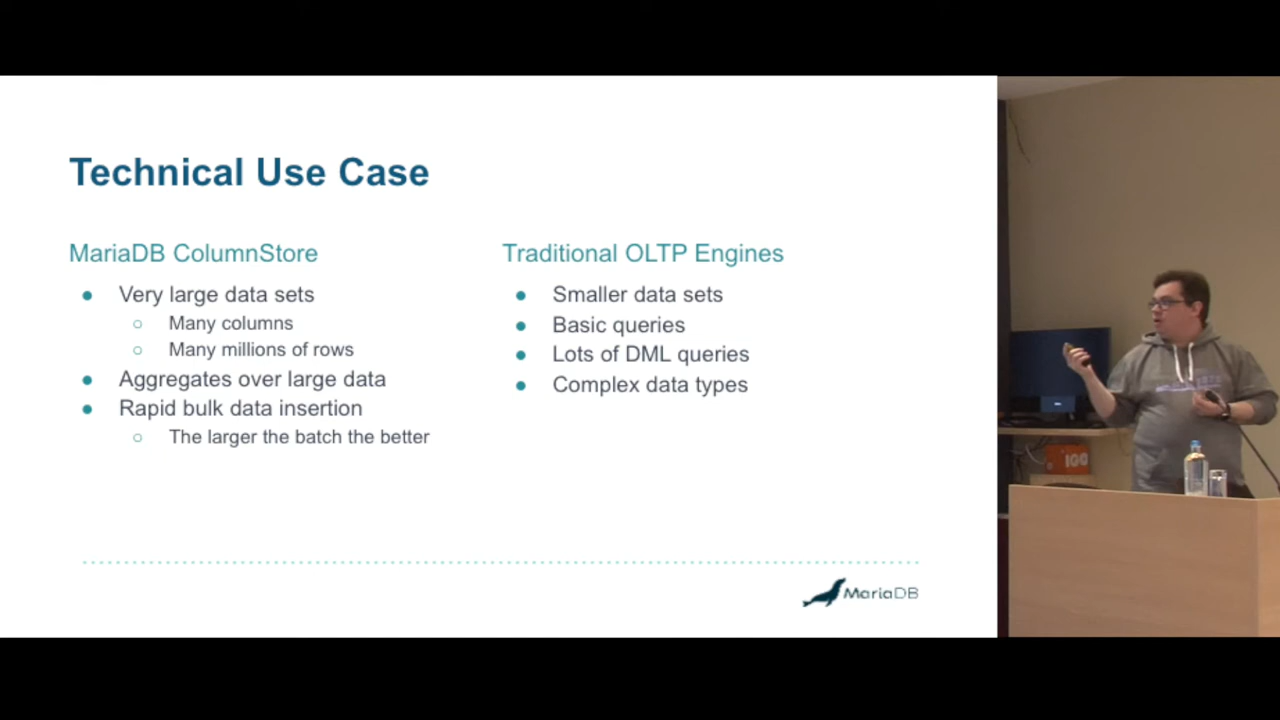 Technical Use Case
MariaDB ColumnStore
Very large data sets
Many columns
Many millions of rows
Aggregates over large data
Rapid bulk data insertion
The larger the batch the better
Traditional OLTP Engines
Smaller data sets
Basic queries
Lots of DML queries
Complex data types
MariaDB
IGO